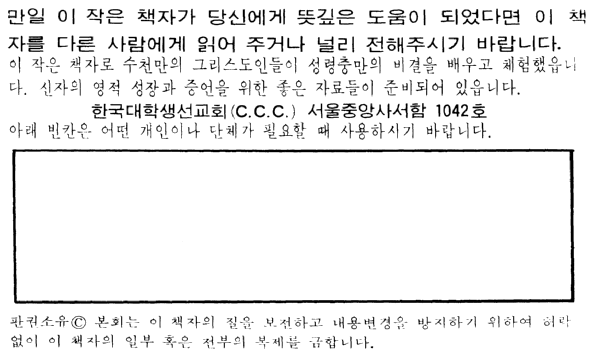 만일 이 작은 책자가 당신에게 뜻깊은 도움이 되었다면 이 책
자를 다른 사람에게 읽어 주거나 널리 전해주시기 바랍니다.
이 작은 책자로 수천만의 그리스도인들이 성령충만의 비결을 배우고 체험했읍니
다. 신자의 영적 성장과 증언을 위한 좋은 자료들이 준비되어 있읍니다.
한국대학생선교회(C.C.C.) 서울중앙사서함 1042호
아래 빈칸은 어떤 개인이나 단체가 필요할 때 사용하시기 바랍니다.
판권소유Ⓒ 본회는 이 책자의 질을 보전하고 내용변경을 방지하기 위하여 허락
없이 이 책자의 일부 혹은 전부의 복제를 금합니다.